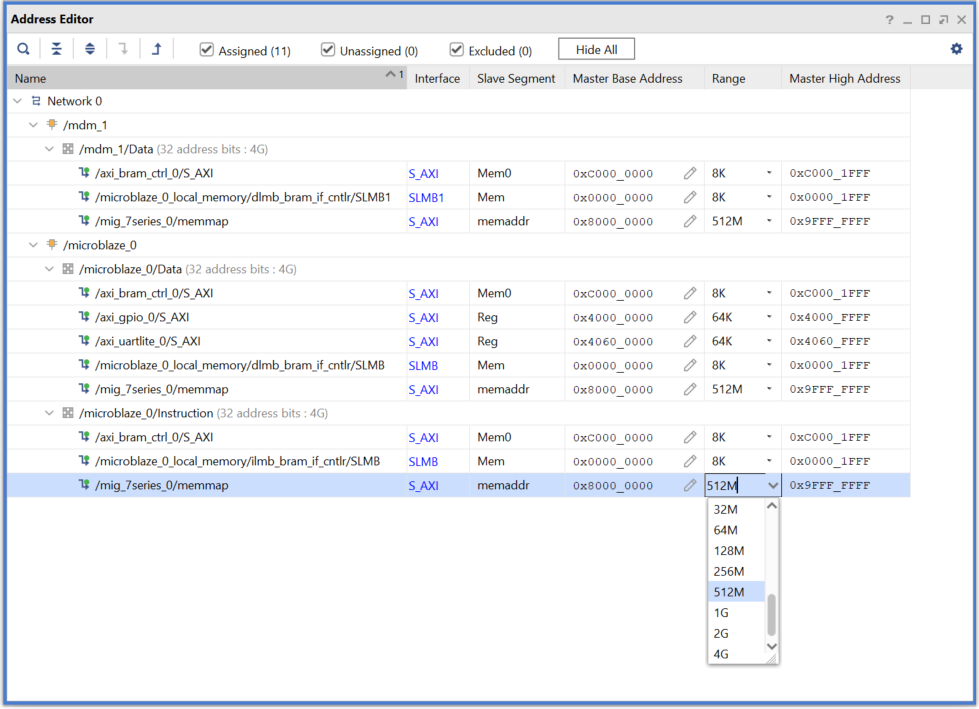 Address Editor
Assigned (11) Unassigned (0) Excluded (0) Hide All
Name 1 Interface Slave Segment Master Base Address Range Master High Address
Network 0
/mdm_1
/mdm_1/Data (32 address bits : 4G)
/axi_bram_ctrl_0/S_AXI S_AXI Mem0 0xC000_0000 8K 0xC000_1FFF
/microblaze_0_local_memory/dlmb_bram_if_cntlr/SLMB1 SLMB1 Mem 0x0000_0000 8K 0x0000_1FFF
/mig_7series_0/memmap S_AXI memaddr 0x8000_0000 512M 0x9FFF_FFFF
/microblaze_0
/microblaze_0/Data (32 address bits : 4G)
/axi_bram_ctrl_0/S_AXI S_AXI Mem0 0xC000_0000 8K 0xC000_1FFF
/axi_gpio_0/S_AXI S_AXI Reg 0x4000_0000 64K 0x4000_FFFF
/axi_uartlite_0/S_AXI S_AXI Reg 0x4060_0000 64K 0x4060_FFFF
/microblaze_0_local_memory/dlmb_bram_if_cntlr/SLMB SLMB Mem 0x0000_0000 8K 0x0000_1FFF
/mig_7series_0/memmap S_AXI memaddr 0x8000_0000 512M 0x9FFF_FFFF
/microblaze_0/Instruction (32 address bits : 4G)
/axi_bram_ctrl_0/S_AXI S_AXI Mem0 0xC000_0000 8K 0xC000_1FFF
/microblaze_0_local_memory/ilmb_bram_if_cntlr/SLMB SLMB Mem 0x0000_0000 8K 0x0000_1FFF
/mig_7series_0/memmap S_AXI memaddr 0x8000_0000 512M 0x9FFF_FFFF
32M
64M
128M
256M
512M
1G
2G
4G